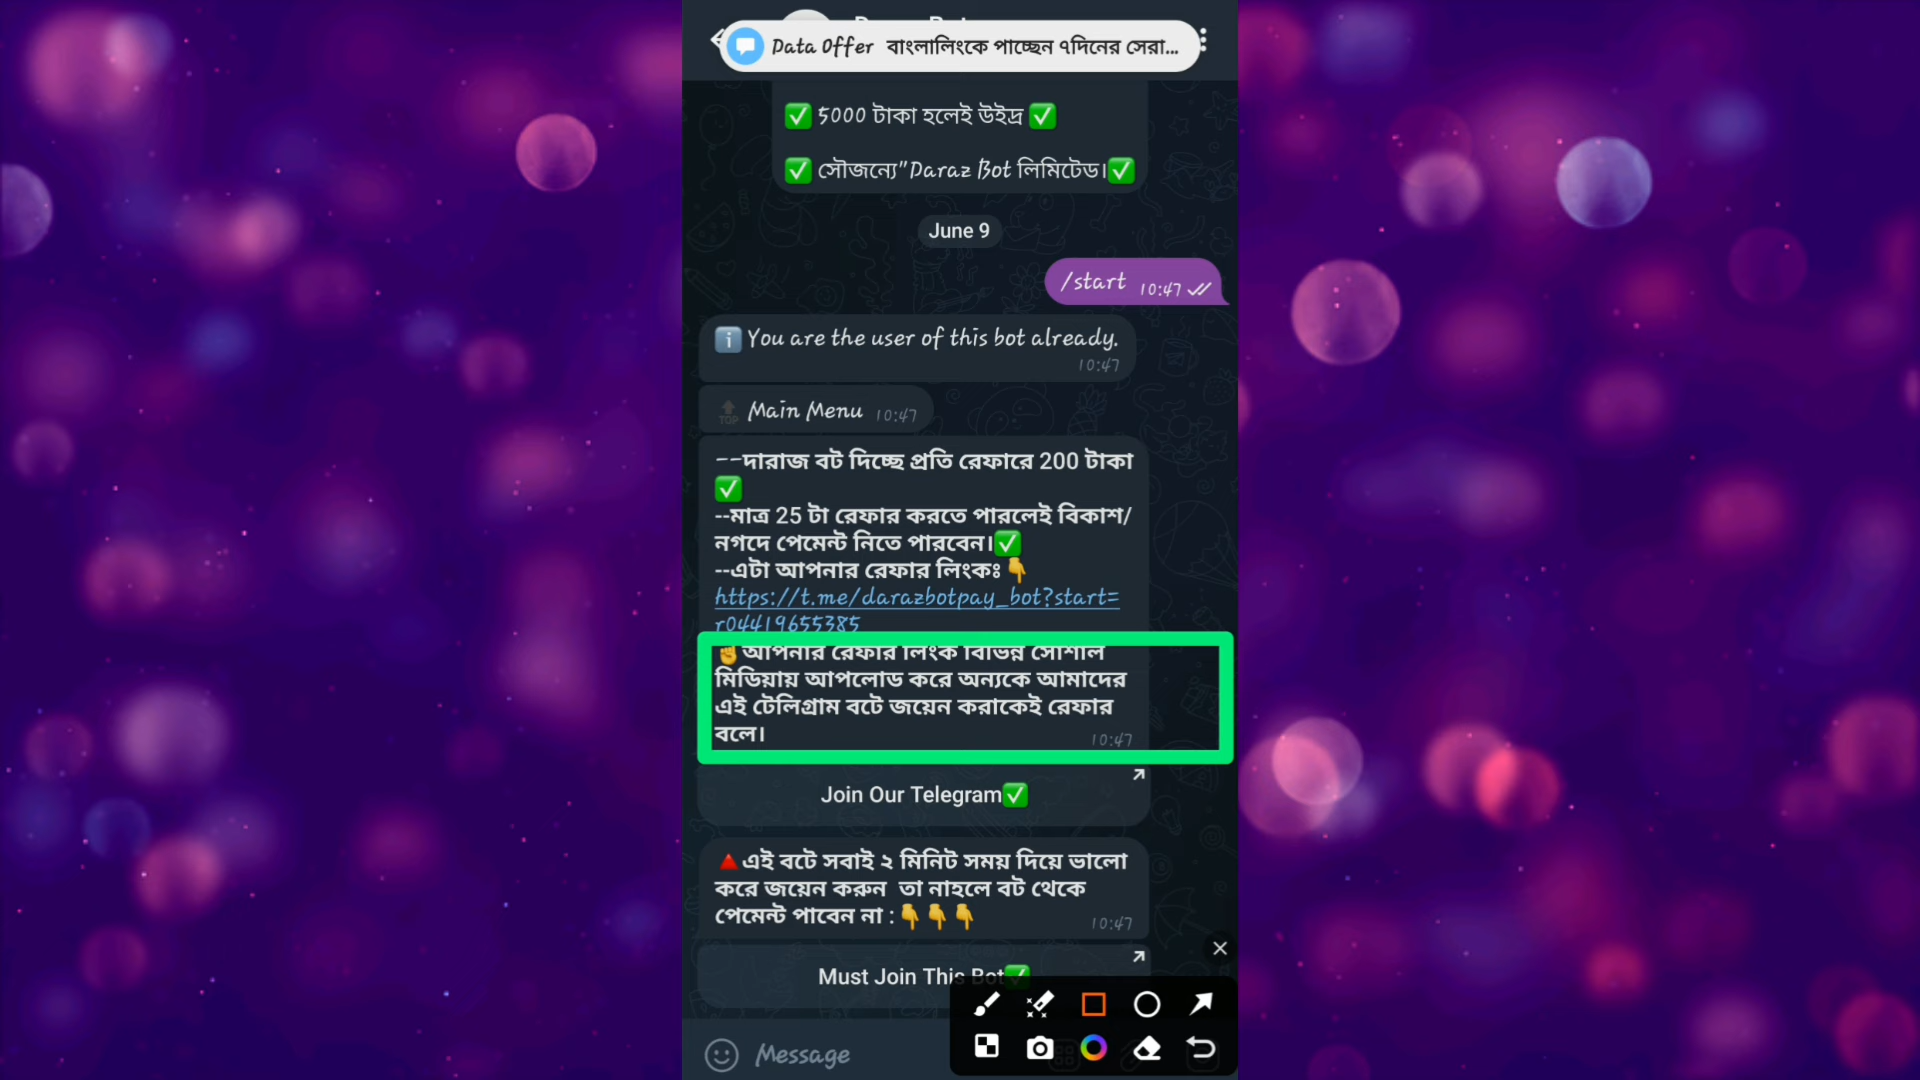 Data Offer বাংলালিংকে পাচ্ছেন ৭দিনের সেরা...
✅ 5000 টাকা হলেই উইদ্র ✅
✅ সৌজন্যে"Daraz Bot লিমিটেড।✅
June 9
/start 10:47
ℹ️ You are the user of this bot already.
10:47
🔝 Main Menu 10:47
--দারাজ বট দিচ্ছে প্রতি রেফারে 200 টাকা
✅
--মাত্র 25 টা রেফার করতে পারলেই বিকাশ/
নগদে পেমেন্ট নিতে পারবেন।✅
--এটা আপনার রেফার লিংকঃ👇
https://t.me/darazbotpay_bot?start=
r04419655385
☝️আপনার রেফার লিংক বিভিন্ন সোশাল
মিডিয়ায় আপলোড করে অন্যকে আমাদের
এই টেলিগ্রাম বটে জয়েন করাকেই রেফার
বলে।
10:47
Join Our Telegram✅
🔺এই বটে সবাই ২ মিনিট সময় দিয়ে ভালো
করে জয়েন করুন তা নাহলে বট থেকে
পেমেন্ট পাবেন না :👇👇👇
10:47
Must Join This Bot✅
Message